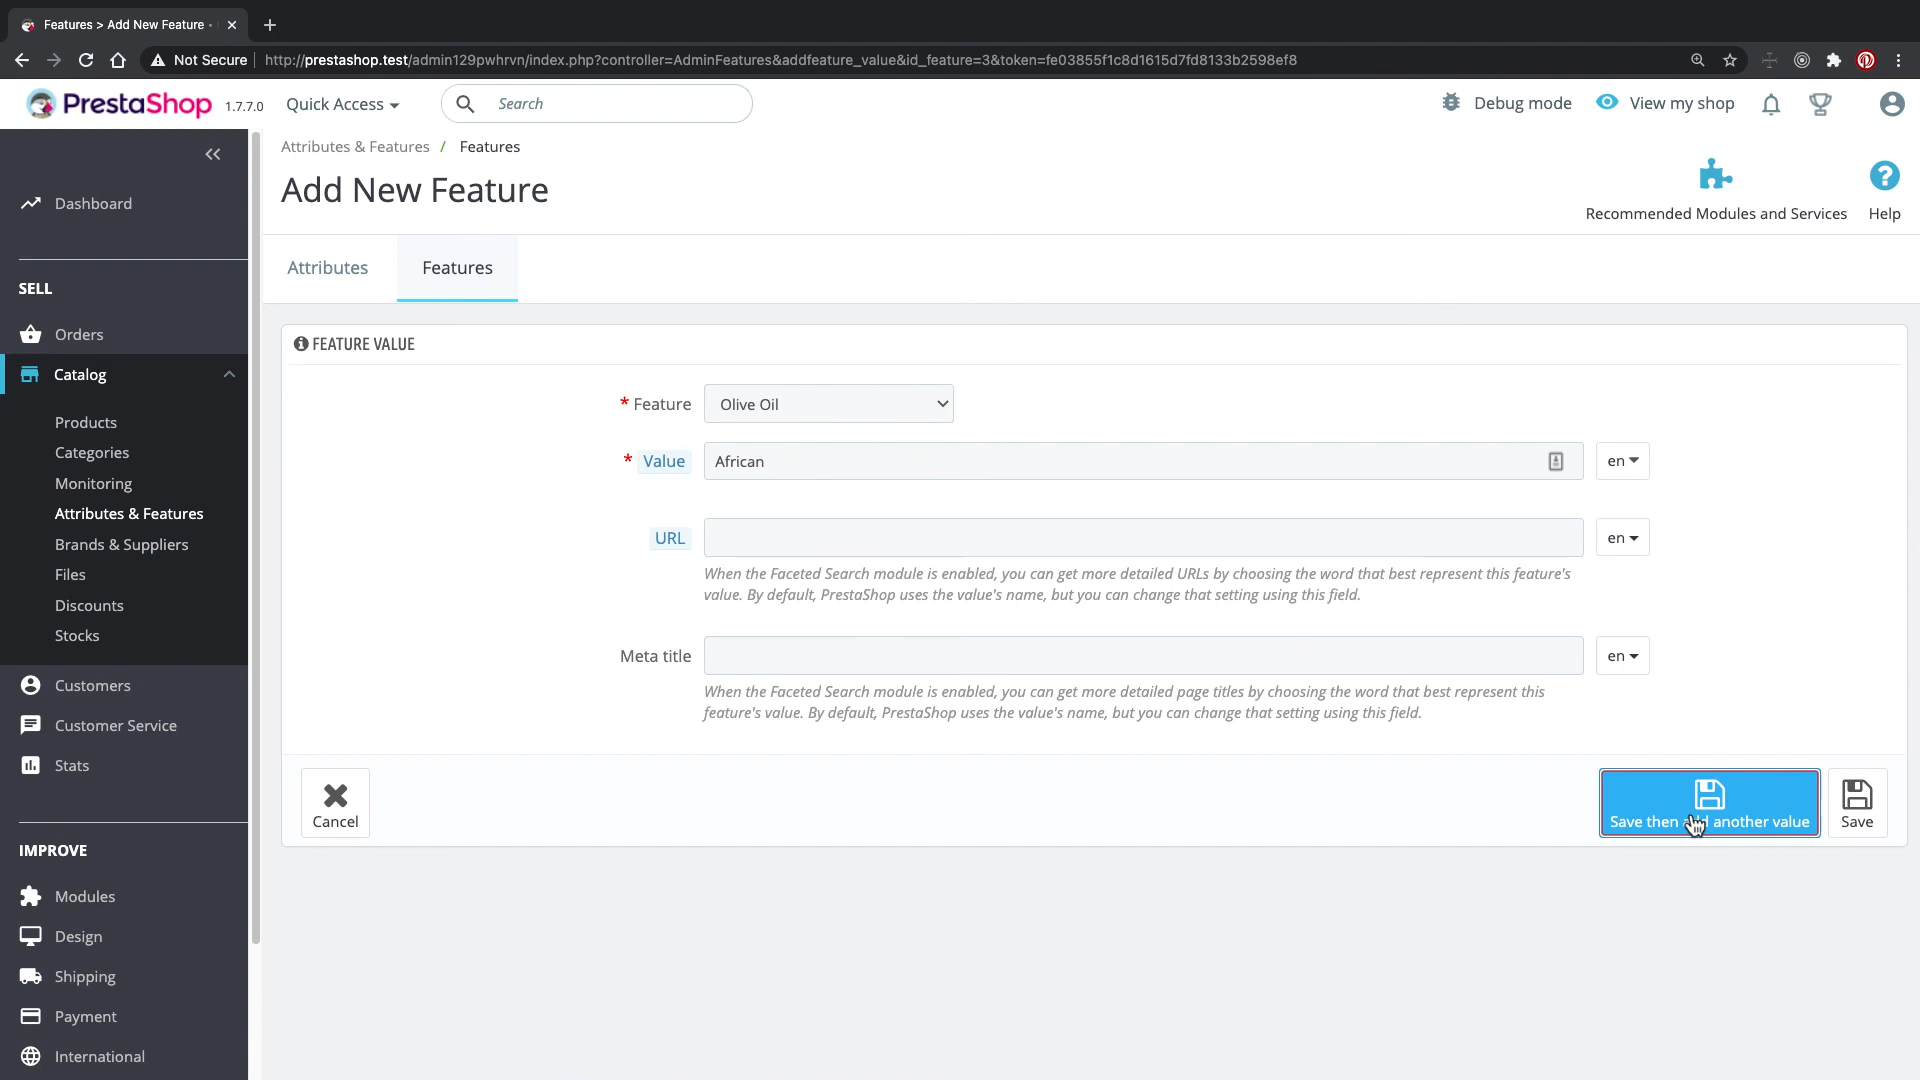 Features > Add New Feature •
Not Secure
http://prestashop.test/admin129pwhrvn/index.php?controller=AdminFeatures&addfeature_value&id_feature=3&token=fe03855f1c8d1615d7fd8133b2598ef8
PrestaShop 1.7.7.0
Quick Access
Search
Debug mode
View my shop
Attributes & Features / Features
Add New Feature
Recommended Modules and Services
Help
Attributes
Features
Dashboard
SELL
Orders
Catalog
Products
Categories
Monitoring
Attributes & Features
Brands & Suppliers
Files
Discounts
Stocks
Customers
Customer Service
Stats
IMPROVE
Modules
Design
Shipping
Payment
International
FEATURE VALUE
* Feature
Olive Oil
* Value
African
en
URL
en
When the Faceted Search module is enabled, you can get more detailed URLs by choosing the word that best represent this feature's
value. By default, PrestaShop uses the value's name, but you can change that setting using this field.
Meta title
en
When the Faceted Search module is enabled, you can get more detailed page titles by choosing the word that best represent this
feature's value. By default, PrestaShop uses the value's name, but you can change that setting using this field.
Cancel
Save then add another value
Save